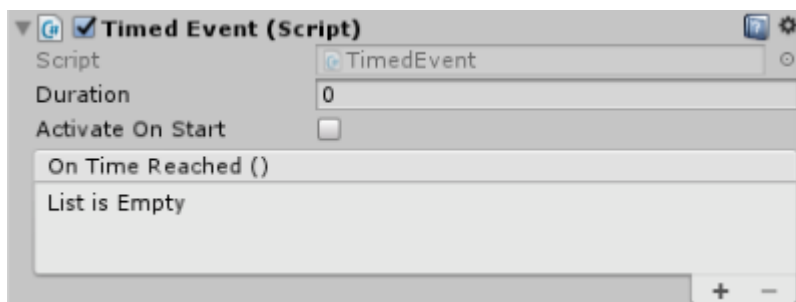 Timed Event (Script)
Script TimedEvent
Duration 0
Activate On Start
On Time Reached ()
List is Empty
+ −